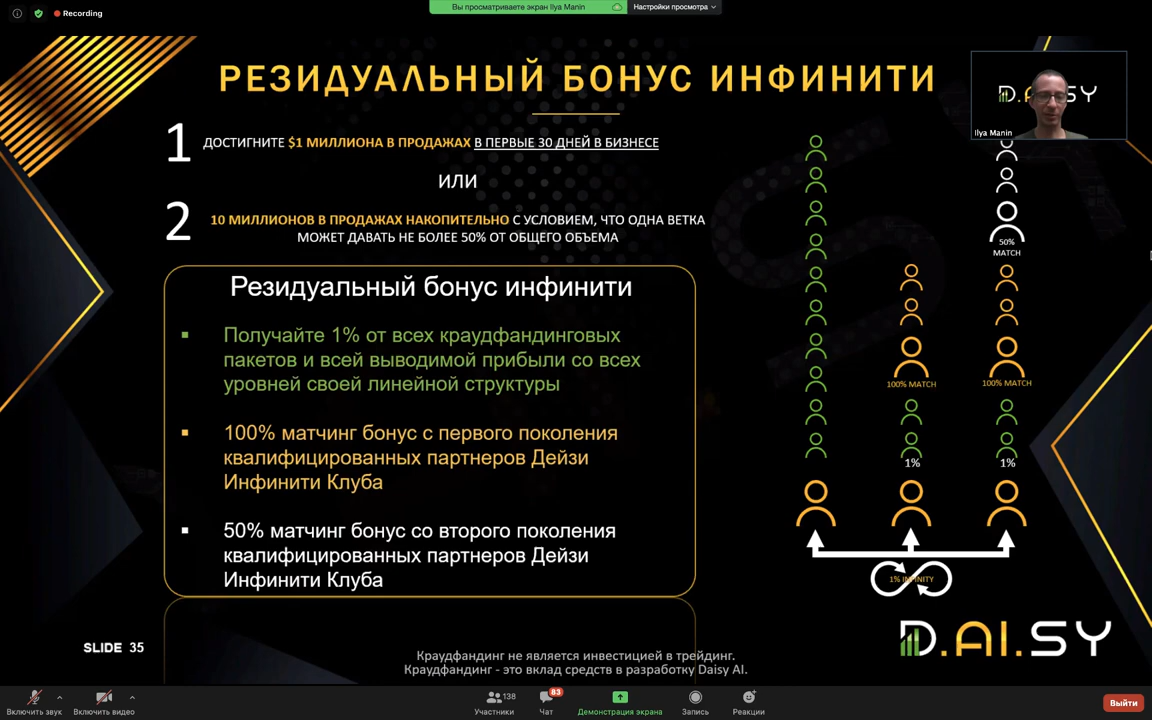 Recording
Вы просматриваете экран Ilya Manin
Настройки просмотра
РЕЗИДУАЛЬНЫЙ БОНУС ИНФИНИТИ
D.AI.SY
Ilya Manin
1 ДОСТИГНИТЕ $1 МИЛЛИОНА В ПРОДАЖАХ В ПЕРВЫЕ 30 ДНЕЙ В БИЗНЕСЕ
ИЛИ
2 10 МИЛЛИОНОВ В ПРОДАЖАХ НАКОПИТЕЛЬНО С УСЛОВИЕМ, ЧТО ОДНА ВЕТКА
МОЖЕТ ДАВАТЬ НЕ БОЛЕЕ 50% ОТ ОБЩЕГО ОБЪЕМА
Резидуальный бонус инфинити
Получайте 1% от всех краудфандинговых
пакетов и всей выводимой прибыли со всех
уровней своей линейной структуры
100% матчинг бонус с первого поколения
квалифицированных партнеров Дейзи
Инфинити Клуба
50% матчинг бонус со второго поколения
квалифицированных партнеров Дейзи
Инфинити Клуба
50%
MATCH
100% MATCH
100% MATCH
1%
1%
1% INFINITY
D.AI.SY
SLIDE 35
Краудфандинг не является инвестицией в трейдинг.
Краудфандинг - это вклад средств в разработку Daisy AI.
Включить звук
Включить видео
Участники
138
Чат
83
Демонстрация экрана
Запись
Реакции
Выйти